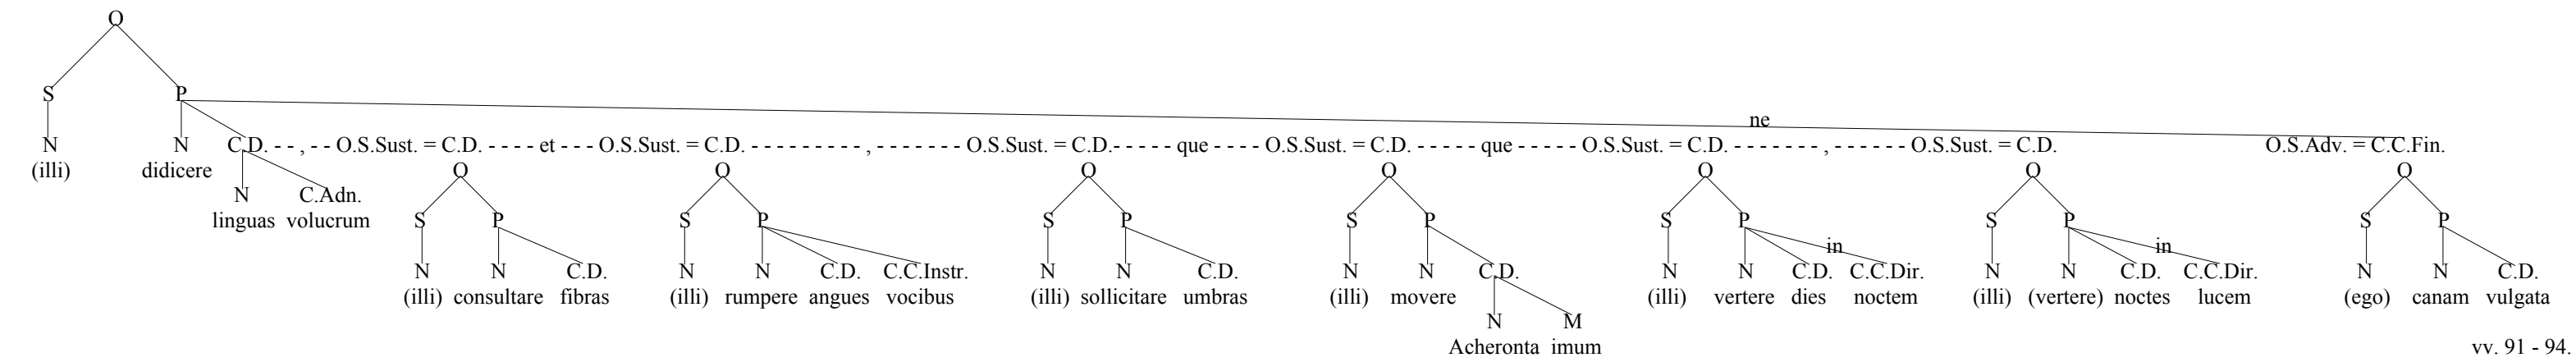 O
S P
ne
N N C.D. - - , - - O.S.Sust. = C.D. - - - - - et - - - O.S.Sust. = C.D. - - - - - - - - - - , - - - - - - - O.S.Sust. = C.D.- - - - - que - - - - O.S.Sust. = C.D. - - - - - que - - - - - O.S.Sust. = C.D. - - - - - - - , - - - - - - O.S.Sust. = C.D. O.S.Adv. = C.C.Fin.
(illi) didicere O O O O O O O
N C.Adn.
linguas volucrum S P S P S P S P S P S P S P
in in
N N C.D. N N C.D. C.C.Instr. N N C.D. N N C.D. N N C.D. C.C.Dir. N N C.D. C.C.Dir. N N C.D.
(illi) consultare fibras (illi) rumpere angues vocibus (illi) sollicitare umbras (illi) movere (illi) vertere dies noctem (illi) (vertere) noctes lucem (ego) canam vulgata
N M
Acheronta imum vv. 91 - 94.